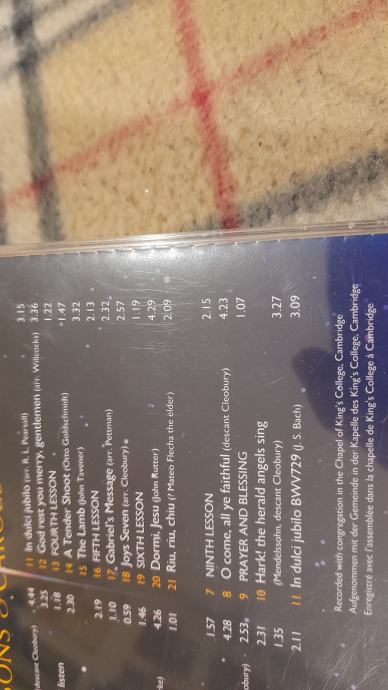 descant Cleobury) 4.44
3.25
1.18
listen 2.30
2.19
1.10
0.59
1.46
4.26
1.01
11 In dulci jubilo (arr. R. L. Pearsall) 3.15
12 God rest you merry, gentlemen (arr. Willcocks) 3.36
13 FOURTH LESSON 1.22
14 A Tender Shoot (Otto Goldschmidt) 1.47
15 The Lamb (John Tavener) 3.32
16 FIFTH LESSON 2.13
17 Gabriel's Message (arr. Pettman) 2.32
18 Joys Seven (arr. Cleobury) 2.57
19 SIXTH LESSON 1.19
20 Dormi, Jesu (John Rutter) 4.29
21 Riu, riu, chiu (? Mateo Flecha the elder) 2.09
1.57
4.28
obury) 2.53
2.31
1.35
2.11
7 NINTH LESSON 2.15
8 O come, all ye faithful (descant Cleobury) 4.23
9 PRAYER AND BLESSING 1.07
10 Hark! the herald angels sing
(Mendelssohn, descant Cleobury) 3.27
11 In dulci jubilo BWV729 (J. S. Bach) 3.09
Recorded with congregation in the Chapel of King's College, Cambridge
Aufgenommen mit der Gemeinde in der Kapelle des King's College, Cambridge
Enregistré avec l'assemblée dans la chapelle de King's College à Cambridge